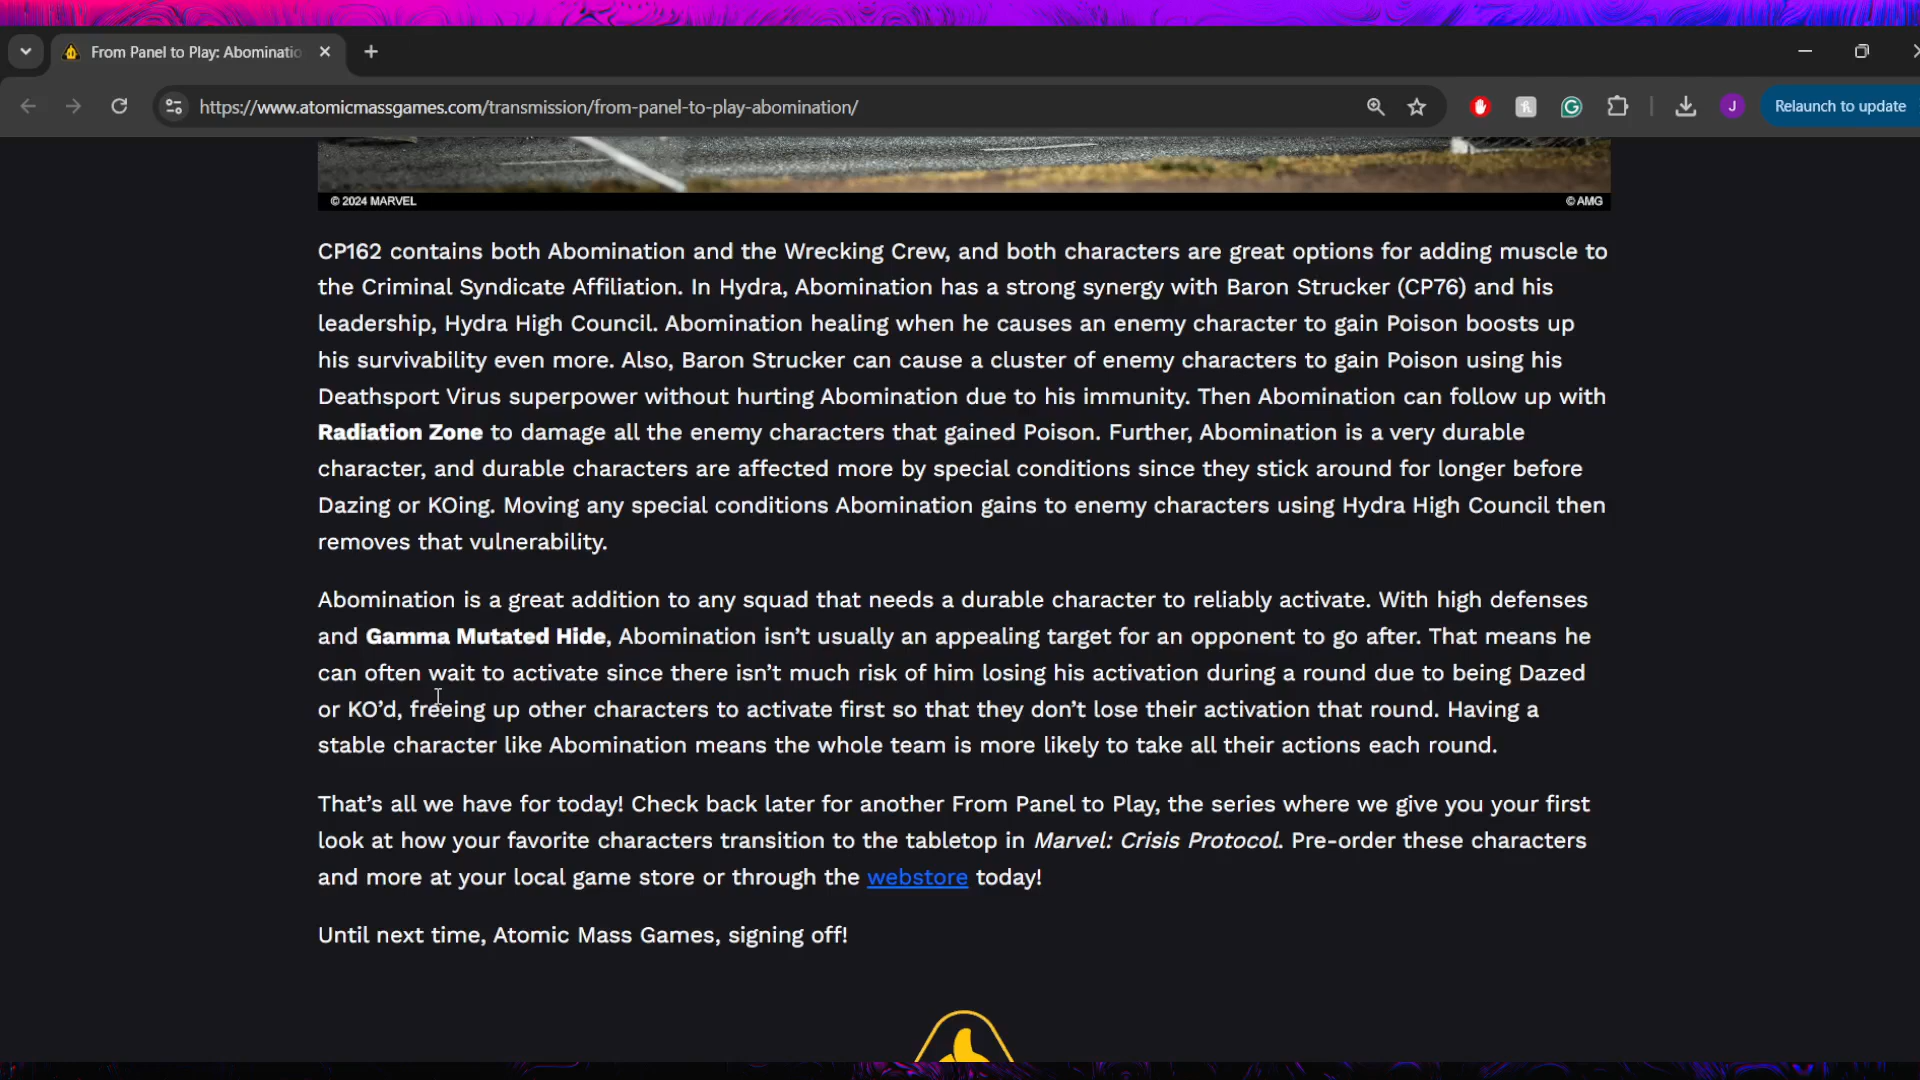 From Panel to Play: Abominatio
https://www.atomicmassgames.com/transmission/from-panel-to-play-abomination/
J
Relaunch to update
© 2024 MARVEL
© AMG
CP162 contains both Abomination and the Wrecking Crew, and both characters are great options for adding muscle to
the Criminal Syndicate Affiliation. In Hydra, Abomination has a strong synergy with Baron Strucker (CP76) and his
leadership, Hydra High Council. Abomination healing when he causes an enemy character to gain Poison boosts up
his survivability even more. Also, Baron Strucker can cause a cluster of enemy characters to gain Poison using his
Deathsport Virus superpower without hurting Abomination due to his immunity. Then Abomination can follow up with
Radiation Zone to damage all the enemy characters that gained Poison. Further, Abomination is a very durable
character, and durable characters are affected more by special conditions since they stick around for longer before
Dazing or KOing. Moving any special conditions Abomination gains to enemy characters using Hydra High Council then
removes that vulnerability.
Abomination is a great addition to any squad that needs a durable character to reliably activate. With high defenses
and Gamma Mutated Hide, Abomination isn't usually an appealing target for an opponent to go after. That means he
can often wait to activate since there isn't much risk of him losing his activation during a round due to being Dazed
or KO'd, freeing up other characters to activate first so that they don't lose their activation that round. Having a
stable character like Abomination means the whole team is more likely to take all their actions each round.
That's all we have for today! Check back later for another From Panel to Play, the series where we give you your first
look at how your favorite characters transition to the tabletop in Marvel: Crisis Protocol. Pre-order these characters
and more at your local game store or through the webstore today!
Until next time, Atomic Mass Games, signing off!